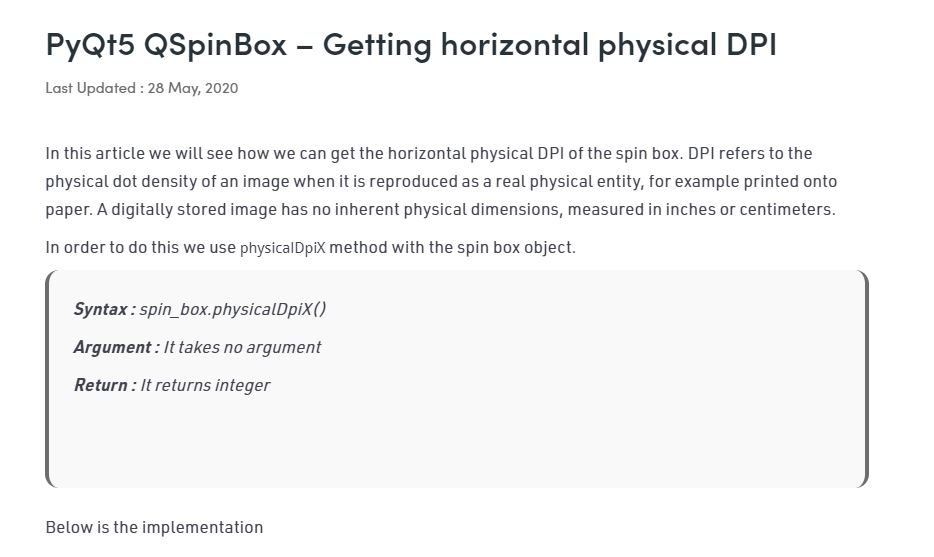 PyQt5 QSpinBox – Getting horizontal physical DPI
Last Updated : 28 May, 2020
In this article we will see how we can get the horizontal physical DPI of the spin box. DPI refers to the
physical dot density of an image when it is reproduced as a real physical entity, for example printed onto
paper. A digitally stored image has no inherent physical dimensions, measured in inches or centimeters.
In order to do this we use physicalDpiX method with the spin box object.
Syntax : spin_box.physicalDpiX()
Argument : It takes no argument
Return : It returns integer
Below is the implementation